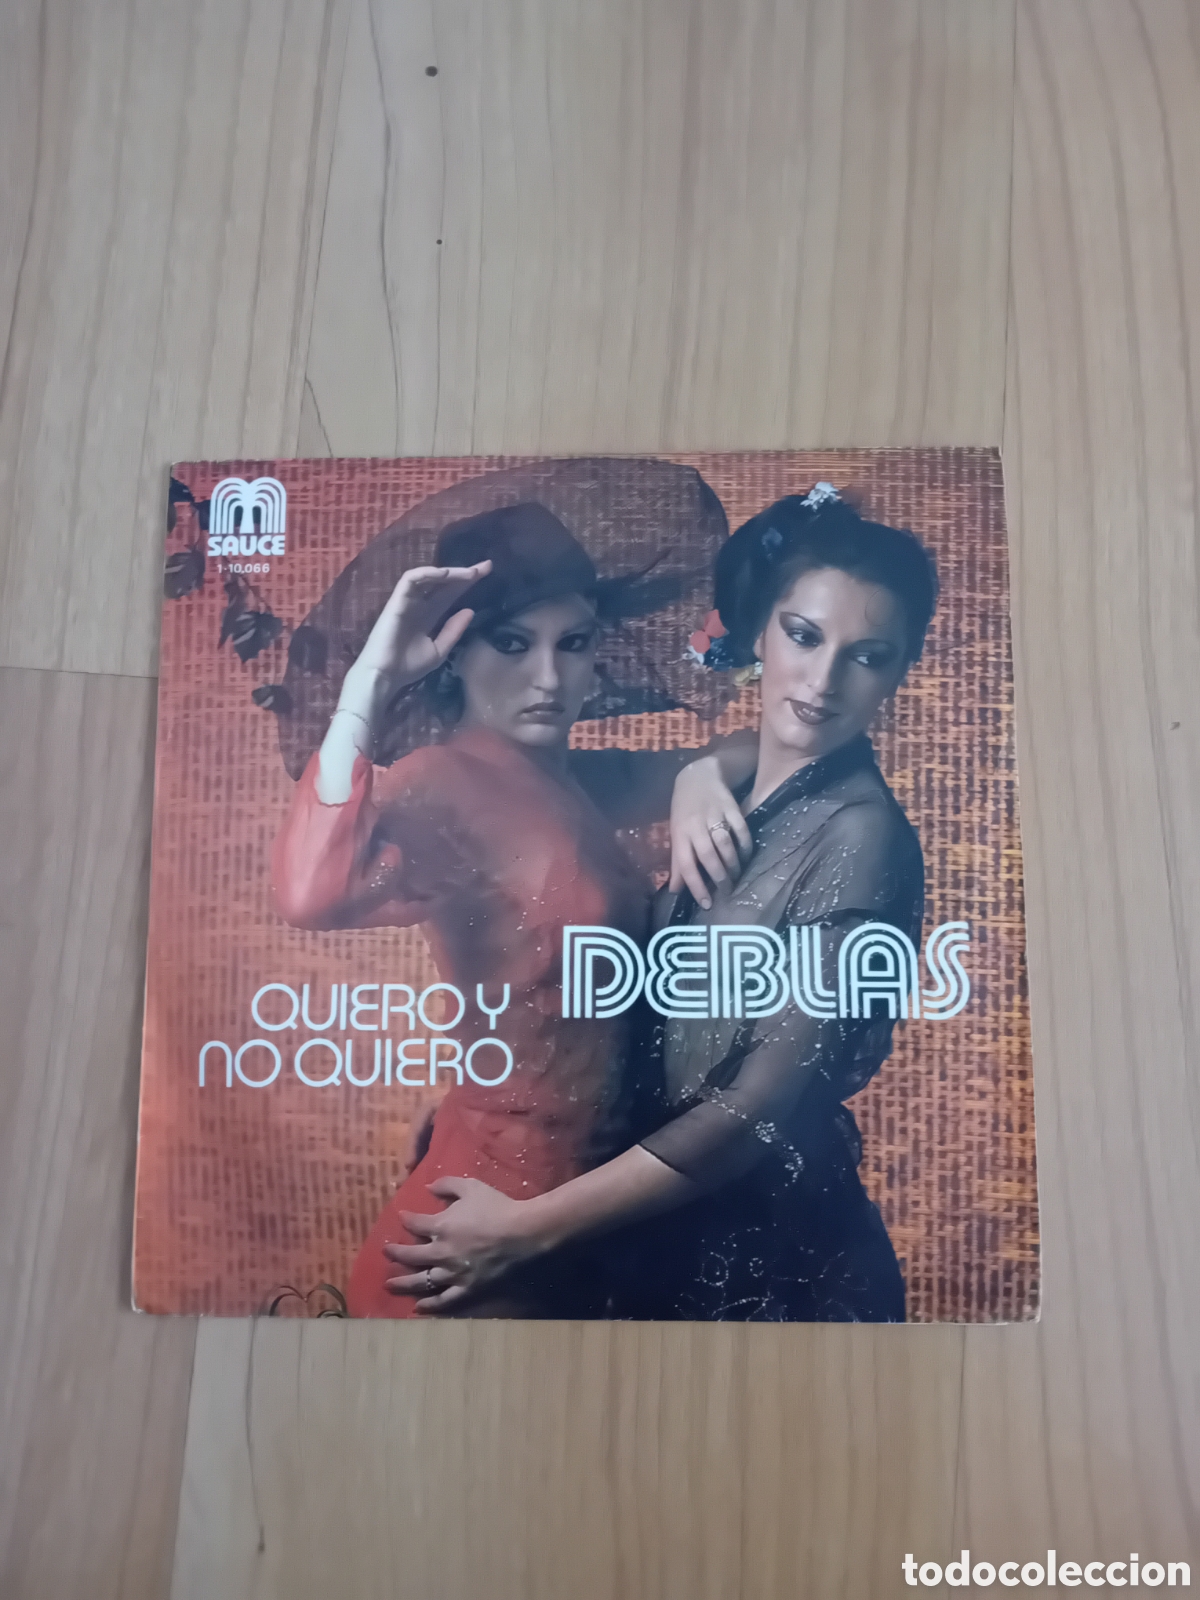 SAUCE
1-10.066
DEBLAS
QUIERO Y
NO QUIERO
todocoleccion